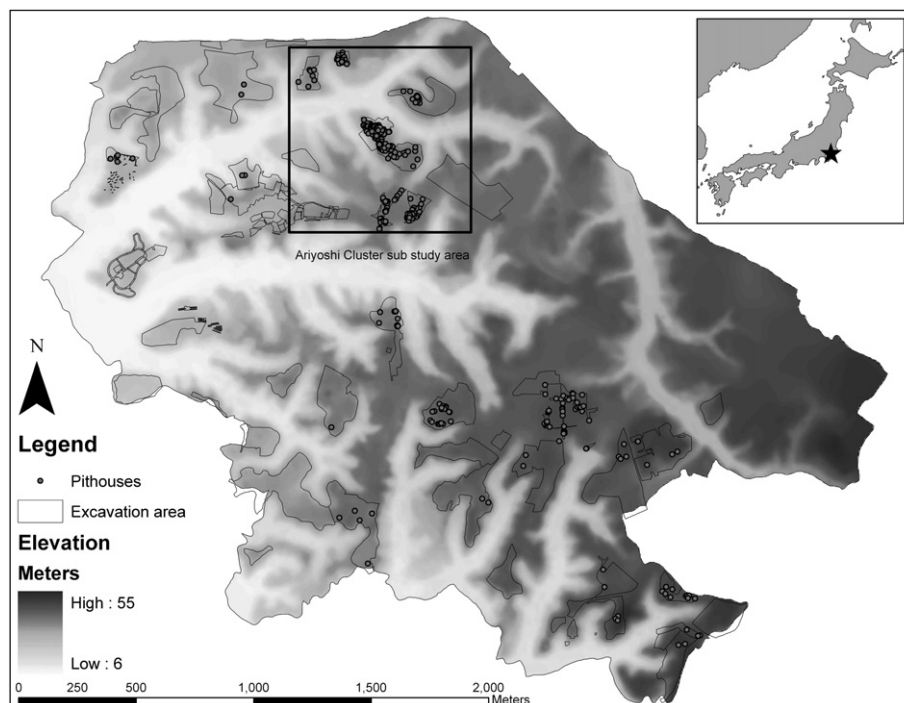 Ariyoshi Cluster sub study area
N
Legend
Pithouses
Excavation area
Elevation
Meters
High : 55
Low : 6
0 250 500 1,000 1,500 2,000
Meters